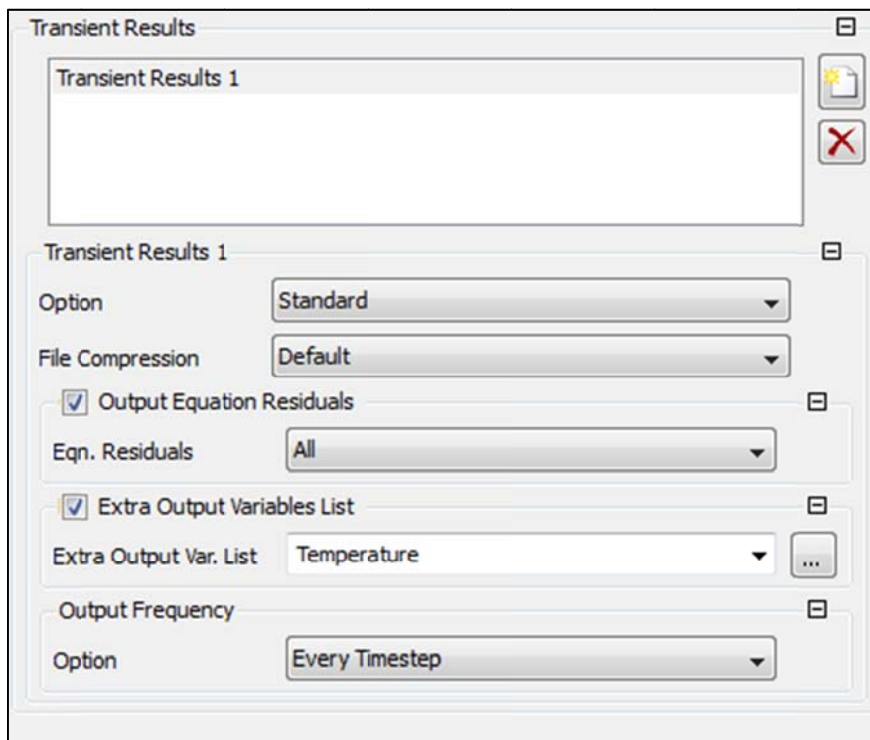 Transient Results
Transient Results 1
Transient Results 1
Option Standard
File Compression Default
Output Equation Residuals
Eqn. Residuals All
Extra Output Variables List
Extra Output Var. List Temperature ...
Output Frequency
Option Every Timestep